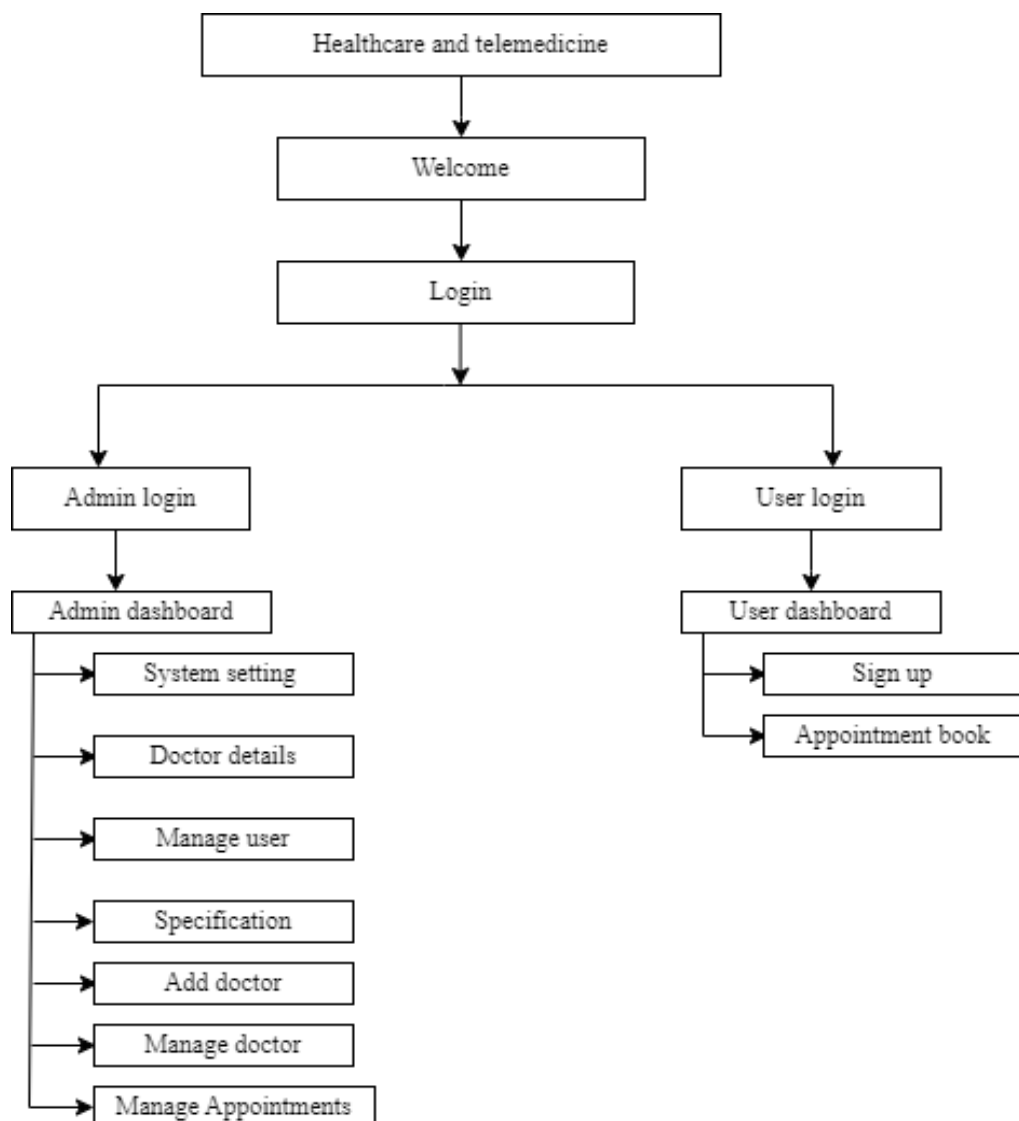 Healthcare and telemedicine
Welcome
Login
Admin login
User login
Admin dashboard
User dashboard
System setting
Sign up
Doctor details
Appointment book
Manage user
Specification
Add doctor
Manage doctor
Manage Appointments